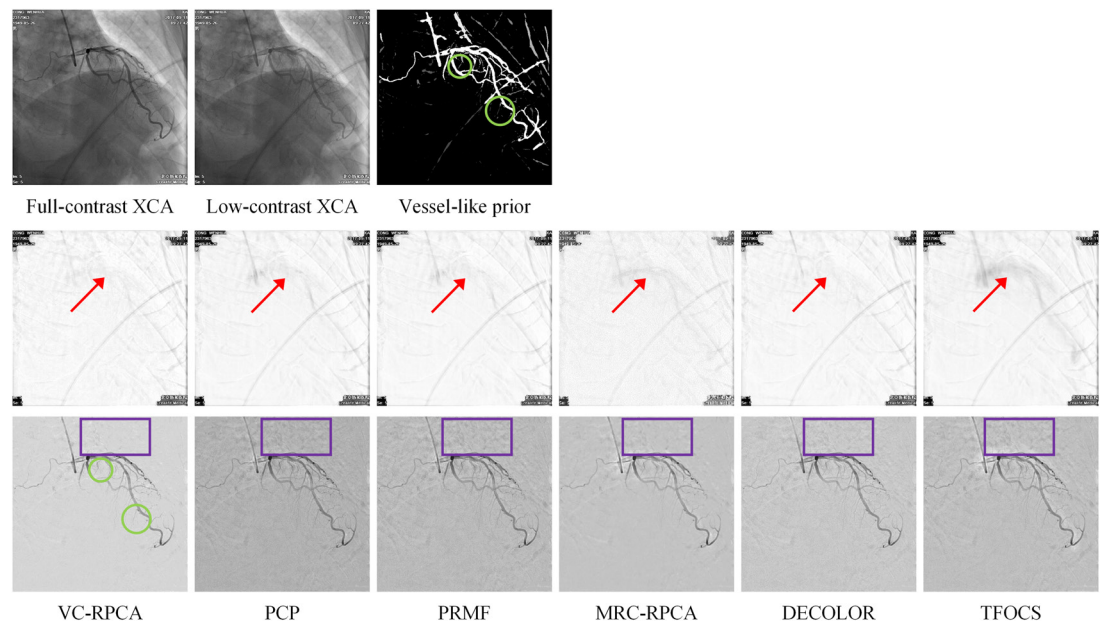 Full-contrast XCA
Low-contrast XCA
Vessel-like prior
VC-RPCA
PCP
PRMF
MRC-RPCA
DECOLOR
TFOCS